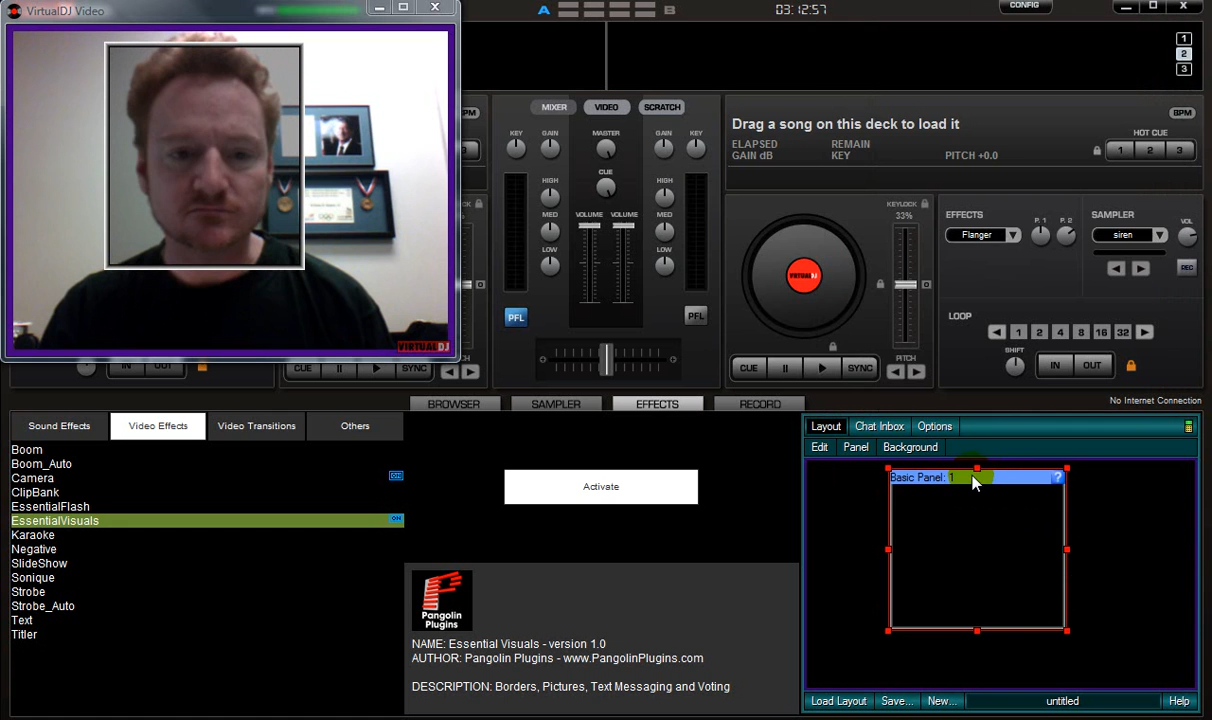 VirtualDJ Video
VIRTUALDJ
A
B
03:12:57
CONFIG
1
2
3
MIXER
VIDEO
SCRATCH
KEY
GAIN
MASTER
GAIN
KEY
HIGH
CUE
HIGH
MED
VOLUME
VOLUME
MED
LOW
LOW
PFL
PFL
BPM
Drag a song on this deck to load it
ELAPSED
REMAIN
GAIN dB
KEY
PITCH +0.0
HOT CUE
1
2
3
KEYLOCK
33%
VIRTUALDJ
EFFECTS
P. 1
P. 2
SAMPLER
VOL
Flanger
siren
REC
LOOP
1
2
4
8
16
32
SHIFT
IN
OUT
CUE
SYNC
PITCH
IN
OUT
CUE
SYNC
PITCH
BROWSER
SAMPLER
EFFECTS
RECORD
No Internet Connection
Sound Effects
Video Effects
Video Transitions
Others
Boom
Boom_Auto
Camera
ClipBank
EssentialFlash
EssentialVisuals
ON
Karaoke
Negative
SlideShow
Sonique
Strobe
Strobe_Auto
Text
Titler
Activate
Pangolin
Plugins
NAME: Essential Visuals - version 1.0
AUTHOR: Pangolin Plugins - www.PangolinPlugins.com
DESCRIPTION: Borders, Pictures, Text Messaging and Voting
Layout
Chat Inbox
Options
Edit
Panel
Background
Basic Panel: 1
?
Load Layout
Save...
New...
untitled
Help